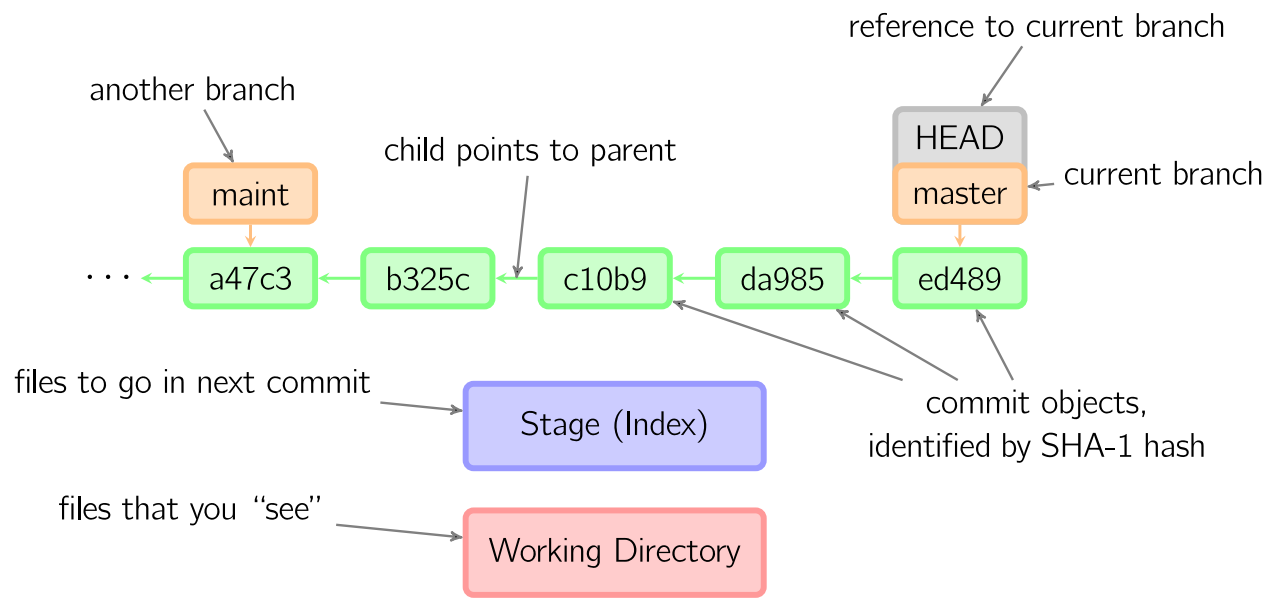 reference to current branch
another branch
HEAD
child points to parent
current branch
maint
master
... a47c3 b325c c10b9 da985 ed489
files to go in next commit
commit objects,
Stage (Index)
identified by SHA-1 hash
files that you “see”
Working Directory